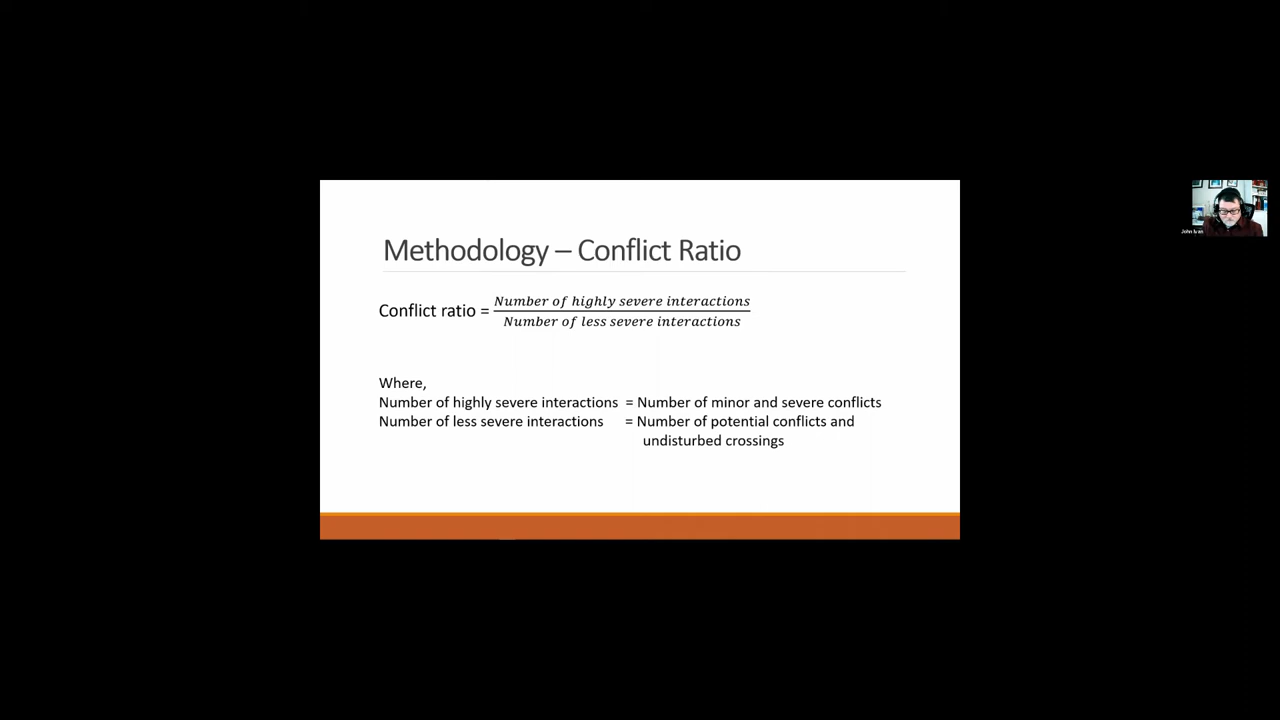 Methodology – Conflict Ratio
Conflict ratio = Number of highly severe interactions
Number of less severe interactions
Where,
Number of highly severe interactions = Number of minor and severe conflicts
Number of less severe interactions = Number of potential conflicts and
undisturbed crossings
John Ivan